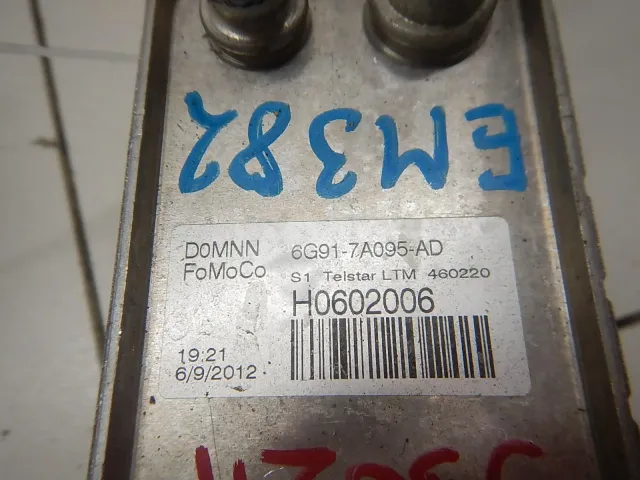 EM382
D0MNN 6G91-7A095-AD
FoMoCo S1 Telstar LTM 460220
H0602006
19:21
6/9/2012